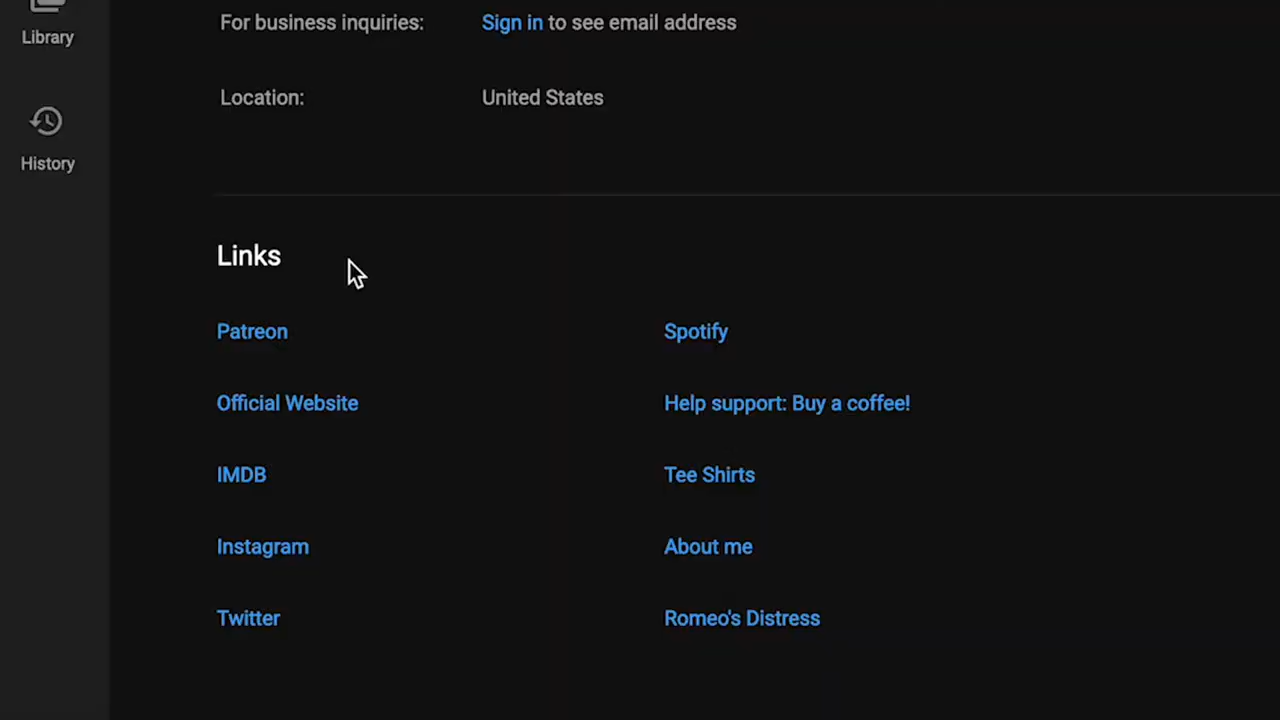 Library
History
For business inquiries: Sign in to see email address
Location: United States
Links
Patreon Spotify
Official Website Help support: Buy a coffee!
IMDB Tee Shirts
Instagram About me
Twitter Romeo's Distress